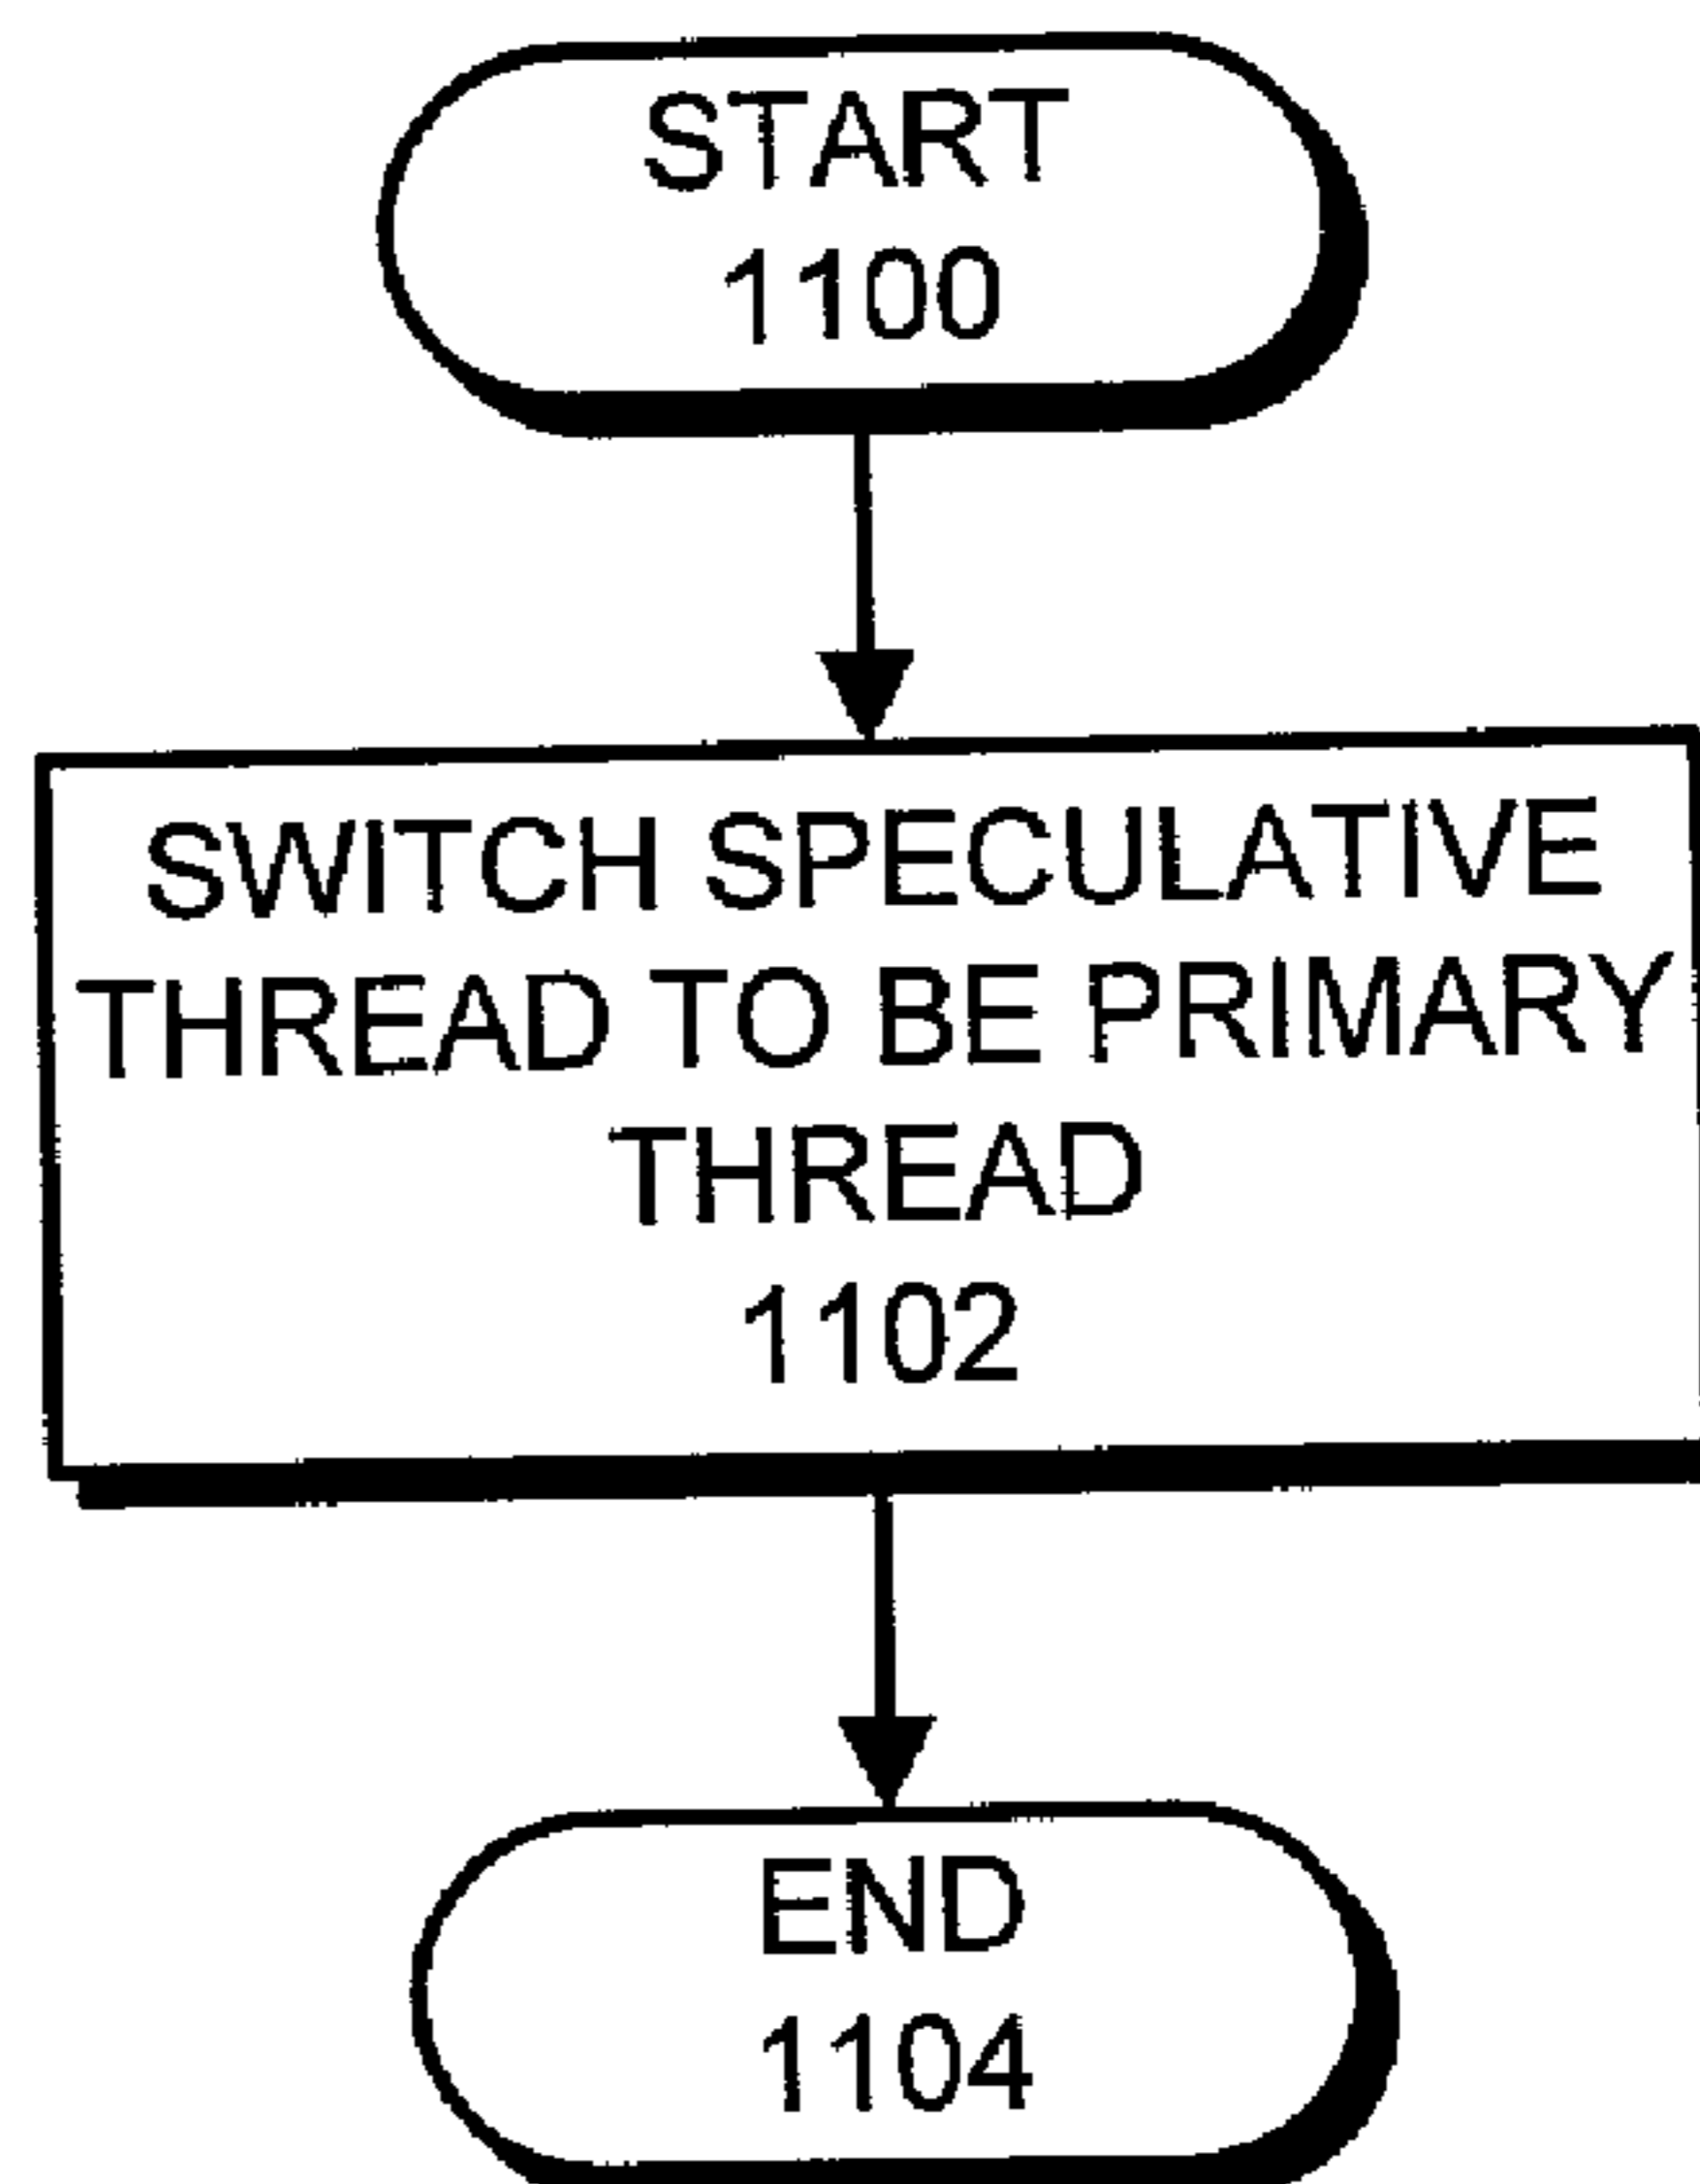 START
1100
SWITCH SPECULATIVE
THREAD TO BE PRIMARY
THREAD
1102
END
1104